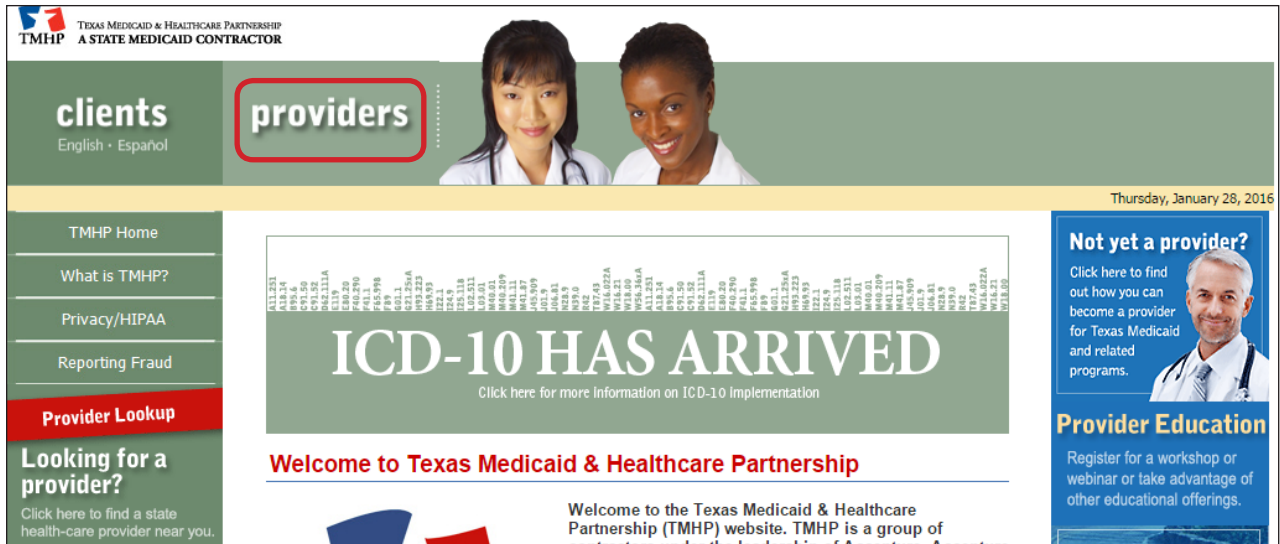 TMHP
TEXAS MEDICAID & HEALTHCARE PARTNERSHIP
A STATE MEDICAID CONTRACTOR
clients
English • Español
providers
Thursday, January 28, 2016
TMHP Home
What is TMHP?
Privacy/HIPAA
Reporting Fraud
Provider Lookup
Looking for a
provider?
Click here to find a state
health-care provider near you.
ICD-10 HAS ARRIVED
Click here for more information on ICD-10 Implementation
Welcome to Texas Medicaid & Healthcare Partnership
Welcome to the Texas Medicaid & Healthcare
Partnership (TMHP) website. TMHP is a group of
Not yet a provider?
Click here to find
out how you can
become a provider
for Texas Medicaid
and related
programs.
Provider Education
Register for a workshop or
webinar or take advantage of
other educational offerings.